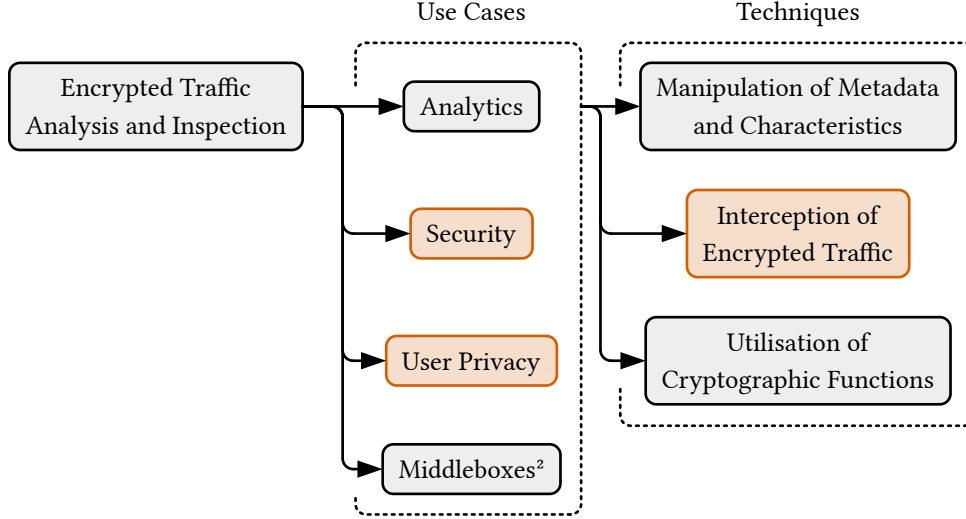 Use Cases
Techniques
Encrypted Traffic
Analysis and Inspection
Analytics
Security
User Privacy
Middleboxes²
Manipulation of Metadata
and Characteristics
Interception of
Encrypted Traffic
Utilisation of
Cryptographic Functions